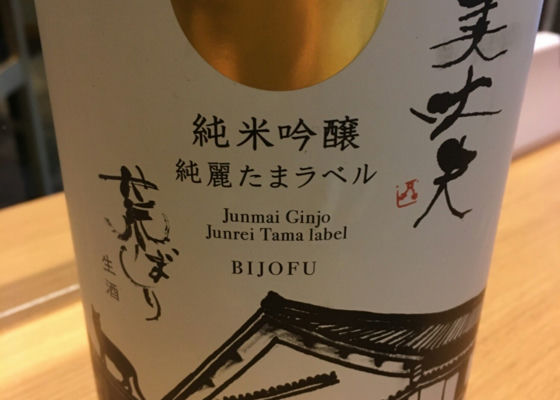 美丈夫
純米吟醸
純麗たまラベル
Junmai Ginjo
Junrei Tama label
BIJOFU
荒ばしり
生酒